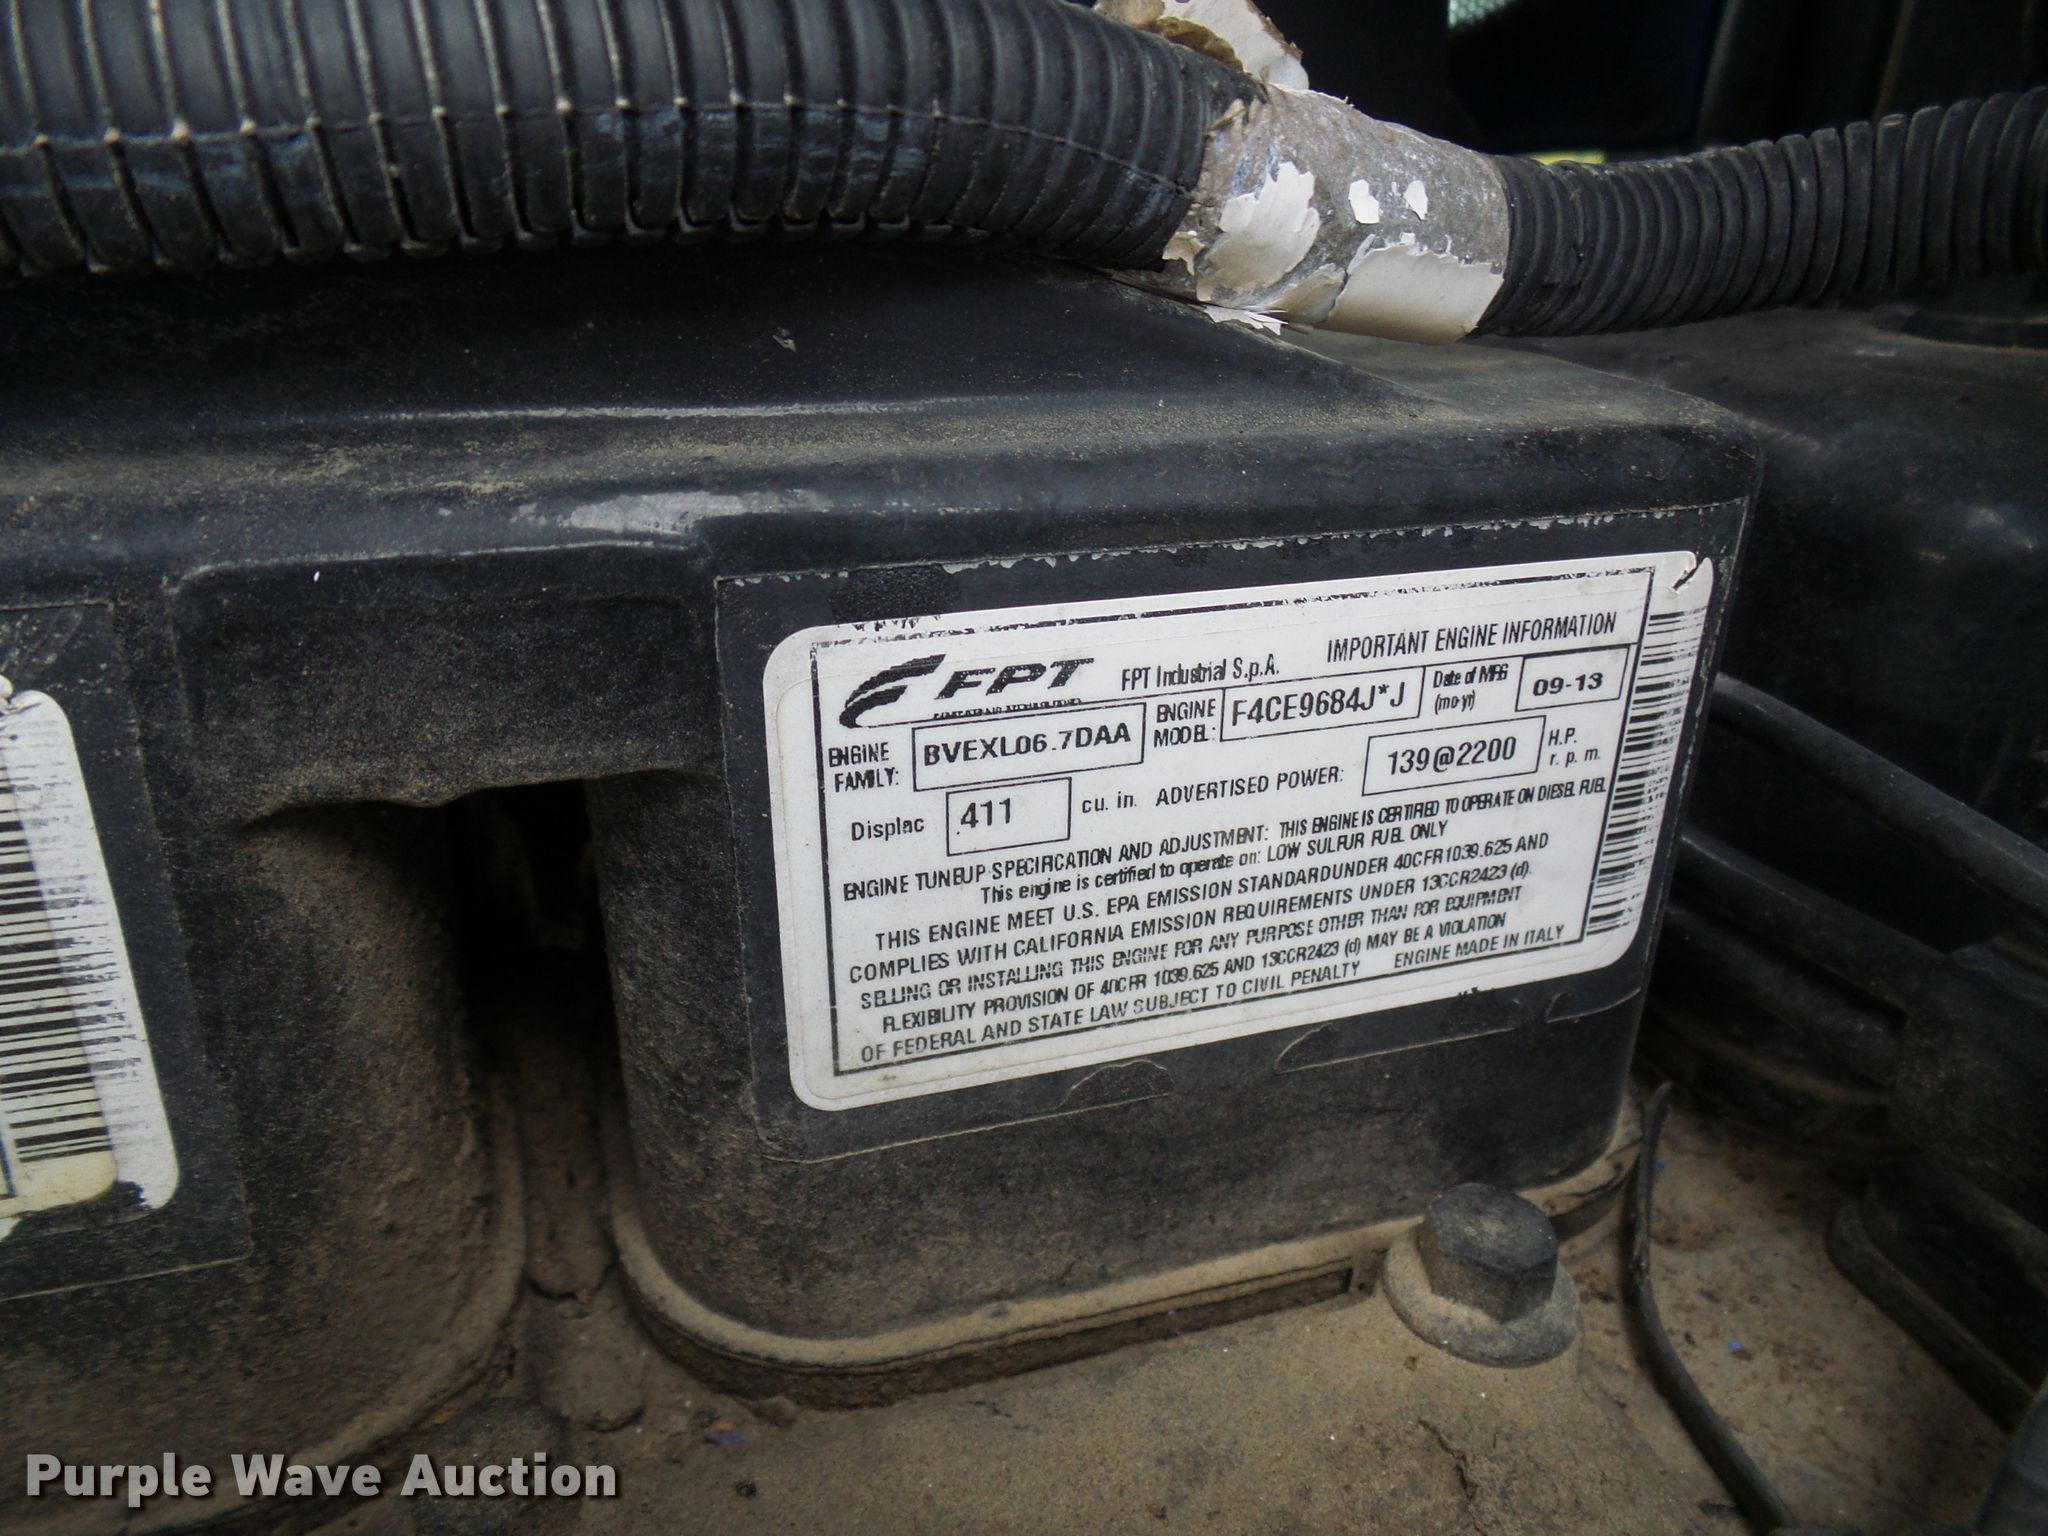 FPT
FPT Industrial S.p.A.
IMPORTANT ENGINE INFORMATION
ENGINE FAMILY: BVEXL06.7DAA
ENGINE MODEL: F4CE9684J*J
Date of MFG (mo-yr) 09-13
Displac .411 cu. in. ADVERTISED POWER: 139@2200 H.P. r. p. m.
ENGINE TUNEUP SPECIFICATION AND ADJUSTMENT: THIS ENGINE IS CERTIFIED TO OPERATE ON DIESEL FUEL
This engine is certified to operate on: LOW SULFUR FUEL ONLY
THIS ENGINE MEET U.S. EPA EMISSION STANDARDUNDER 40CFR1039.625 AND
COMPLIES WITH CALIFORNIA EMISSION REQUIREMENTS UNDER 13CCR2423 (d).
SELLING OR INSTALLING THIS ENGINE FOR ANY PURPOSE OTHER THAN FOR EQUIPMENT
FLEXIBILITY PROVISION OF 40CFR 1039.625 AND 13CCR2423 (d) MAY BE A VIOLATION
OF FEDERAL AND STATE LAW SUBJECT TO CIVIL PENALTY ENGINE MADE IN ITALY
Purple Wave Auction